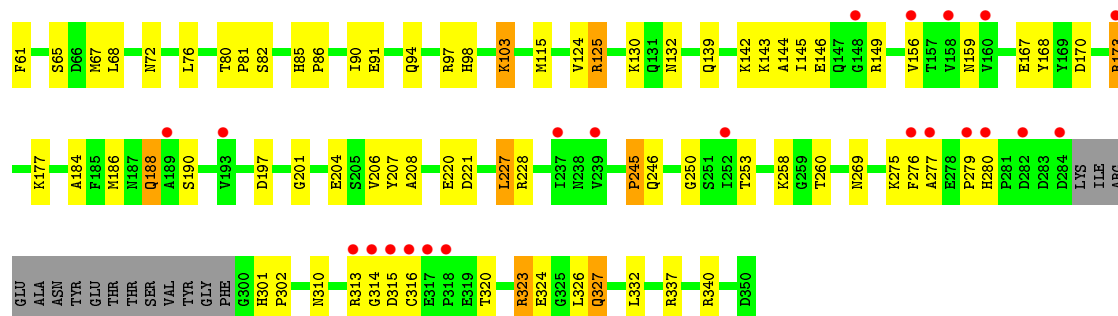 F61 S65 D66 M67 L68 N72 L76 T80 P81 S82 H85 P86 I90 E91 Q94 R97 H98 K103 M115 V124 R125 K130 Q131 N132 Q139 K142 K143 A144 I145 E146 Q147 G148 R149 V156 T157 V158 N159 V160 E167 Y168 Y169 D170
K177 A184 F185 M186 N187 Q188 A189 S190 V193 D197 G201 E204 S205 V206 Y207 A208 E220 D221 L227 R228 I237 N238 V239 P245 Q246 G250 S251 I252 T253 K258 G259 T260 N269 K275 F276 A277 E278 P279 H280 P281 D282 D283 D284 LYS ILE
GLU ALA ASN TYR GLU THR THR SER VAL TYR GLY PHE G300 H301 P302 N310 R313 G314 D315 C316 E317 P318 E319 T320 R323 E324 G325 L326 Q327 L332 R337 R340 D350